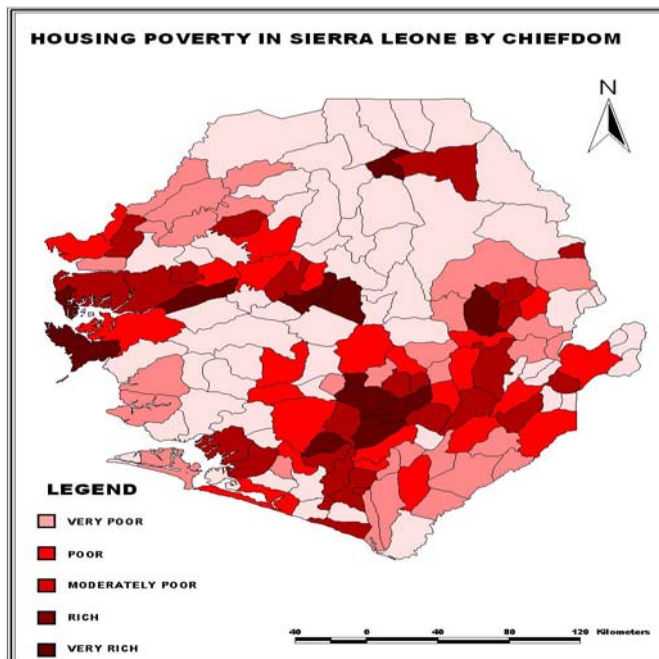 HOUSING POVERTY IN SIERRA LEONE BY CHIEFDOM
N
LEGEND
VERY POOR
POOR
MODERATELY POOR
RICH
VERY RICH
40 0 40 80 120 Kilometers